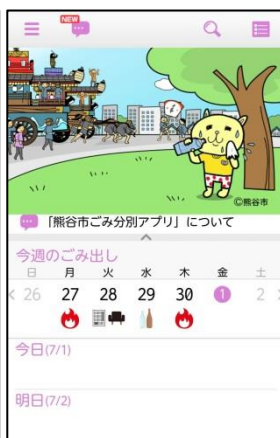 NEW
©熊谷市
「熊谷市ごみ分別アプリ」について
今週のごみ出し
日 月 火 水 木 金 土
26 27 28 29 30 1 2
今日(7/1)
明日(7/2)